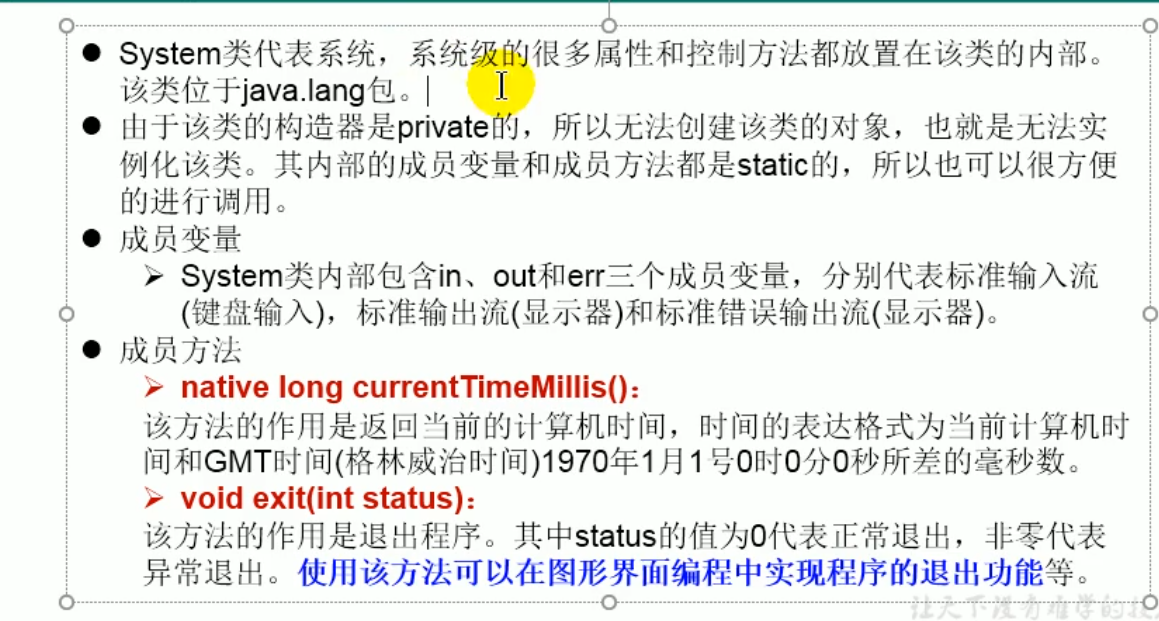 ● System类代表系统，系统级的很多属性和控制方法都放置在该类的内部。
该类位于java.lang包。
● 由于该类的构造器是private的，所以无法创建该类的对象，也就是无法实
例化该类。其内部的成员变量和成员方法都是static的，所以也可以很方便
的进行调用。
● 成员变量
➢ System类内部包含in、out和err三个成员变量，分别代表标准输入流
(键盘输入)，标准输出流(显示器)和标准错误输出流(显示器)。
● 成员方法
➢ native long currentTimeMillis()：
该方法的作用是返回当前的计算机时间，时间的表达格式为当前计算机时
间和GMT时间(格林威治时间)1970年1月1号0时0分0秒所差的毫秒数。
➢ void exit(int status)：
该方法的作用是退出程序。其中status的值为0代表正常退出，非零代表
异常退出。使用该方法可以在图形界面编程中实现程序的退出功能等。
让天下没有难学的技